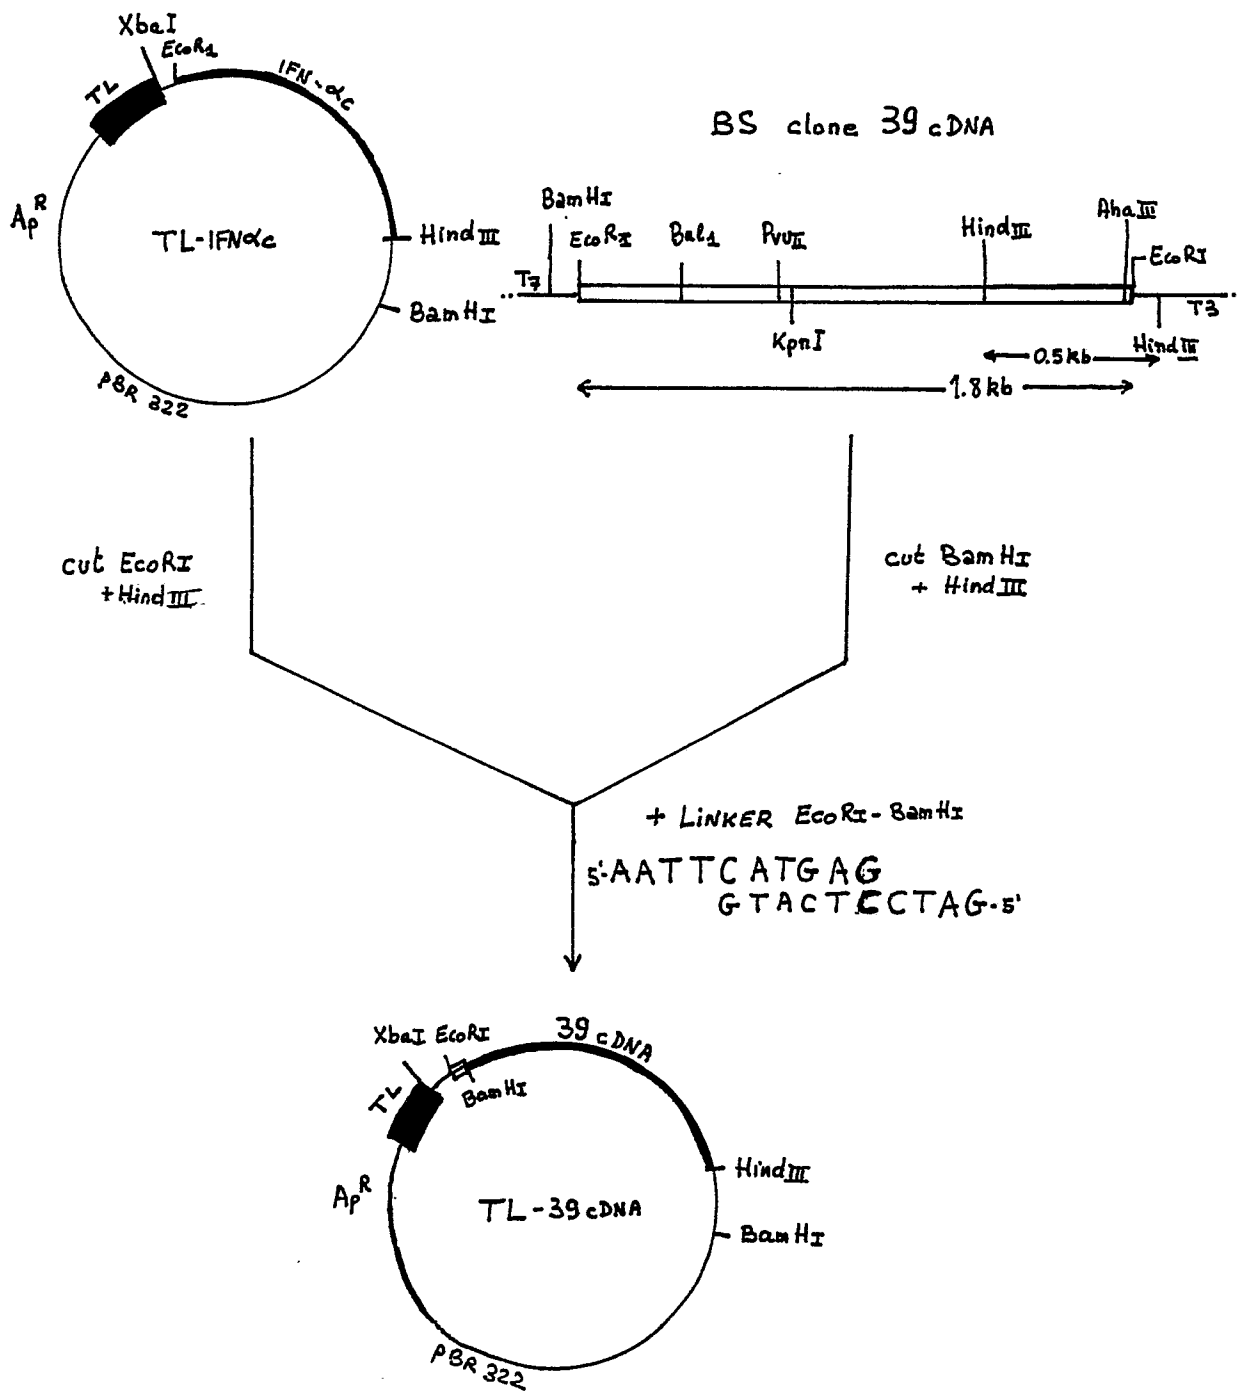 XbaI
EcoR1
TL
IFN-αc
Ap R
TL-IFNαc
HindIII
BamHI
pBR 322
BS clone 39 cDNA
BamHI
EcoRI
Bal1
PvuII
HindIII
AhaIII
EcoRI
T7
T3
KpnI
HindIII
0.5kb
1.8kb
cut EcoRI
+HindIII
cut BamHI
+ HindIII
+ LINKER EcoRI-BamHI
5'-AATTCATGAG
GTACTCCTAG-5'
XbaI EcoRI
39 cDNA
BamHI
TL
Ap R
TL-39cDNA
HindIII
BamHI
pBR 322